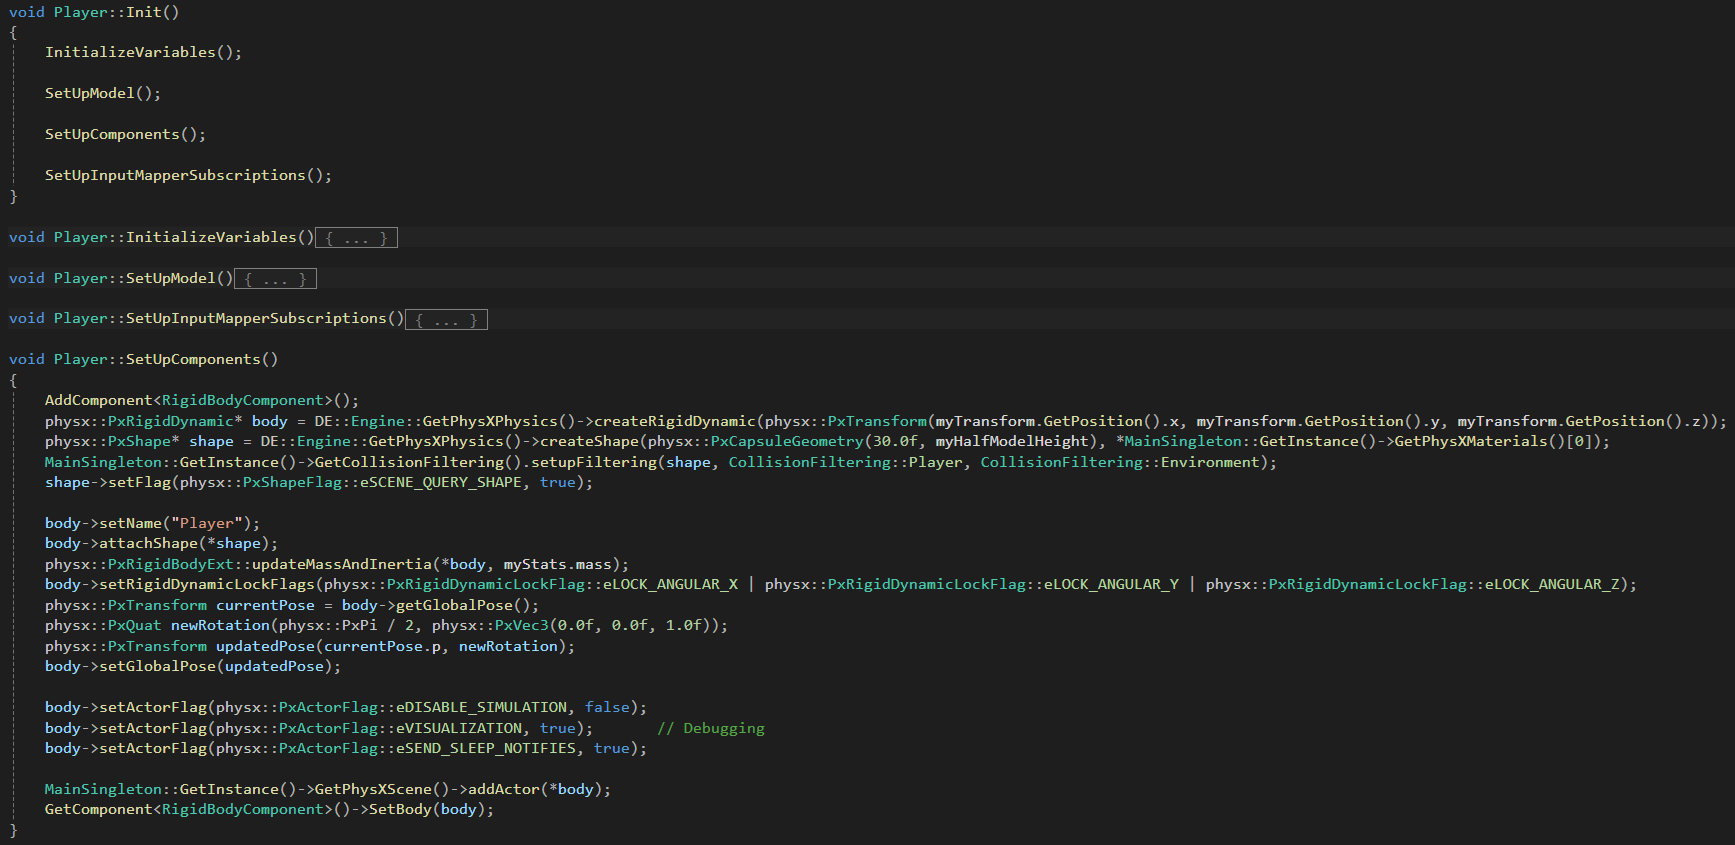 void Player::Init()
{
    InitializeVariables();
    SetUpModel();
    SetUpComponents();
    SetUpInputMapperSubscriptions();
}
void Player::InitializeVariables(){ ... }
void Player::SetUpModel(){ ... }
void Player::SetUpInputMapperSubscriptions(){ ... }
void Player::SetUpComponents()
{
    AddComponent<RigidBodyComponent>();
    physx::PxRigidDynamic* body = DE::Engine::GetPhysXPhysics()->createRigidDynamic(physx::PxTransform(myTransform.GetPosition().x, myTransform.GetPosition().y, myTransform.GetPosition().z));
    physx::PxShape* shape = DE::Engine::GetPhysXPhysics()->createShape(physx::PxCapsuleGeometry(30.0f, myHalfModelHeight), *MainSingleton::GetInstance()->GetPhysXMaterials()[0]);
    MainSingleton::GetInstance()->GetCollisionFiltering().setupFiltering(shape, CollisionFiltering::Player, CollisionFiltering::Environment);
    shape->setFlag(physx::PxShapeFlag::eSCENE_QUERY_SHAPE, true);
    body->setName("Player");
    body->attachShape(*shape);
    physx::PxRigidBodyExt::updateMassAndInertia(*body, myStats.mass);
    body->setRigidDynamicLockFlags(physx::PxRigidDynamicLockFlag::eLOCK_ANGULAR_X | physx::PxRigidDynamicLockFlag::eLOCK_ANGULAR_Y | physx::PxRigidDynamicLockFlag::eLOCK_ANGULAR_Z);
    physx::PxTransform currentPose = body->getGlobalPose();
    physx::PxQuat newRotation(physx::PxPi / 2, physx::PxVec3(0.0f, 0.0f, 1.0f));
    physx::PxTransform updatedPose(currentPose.p, newRotation);
    body->setGlobalPose(updatedPose);
    body->setActorFlag(physx::PxActorFlag::eDISABLE_SIMULATION, false);
    body->setActorFlag(physx::PxActorFlag::eVISUALIZATION, true);       // Debugging
    body->setActorFlag(physx::PxActorFlag::eSEND_SLEEP_NOTIFIES, true);
    MainSingleton::GetInstance()->GetPhysXScene()->addActor(*body);
    GetComponent<RigidBodyComponent>()->SetBody(body);
}